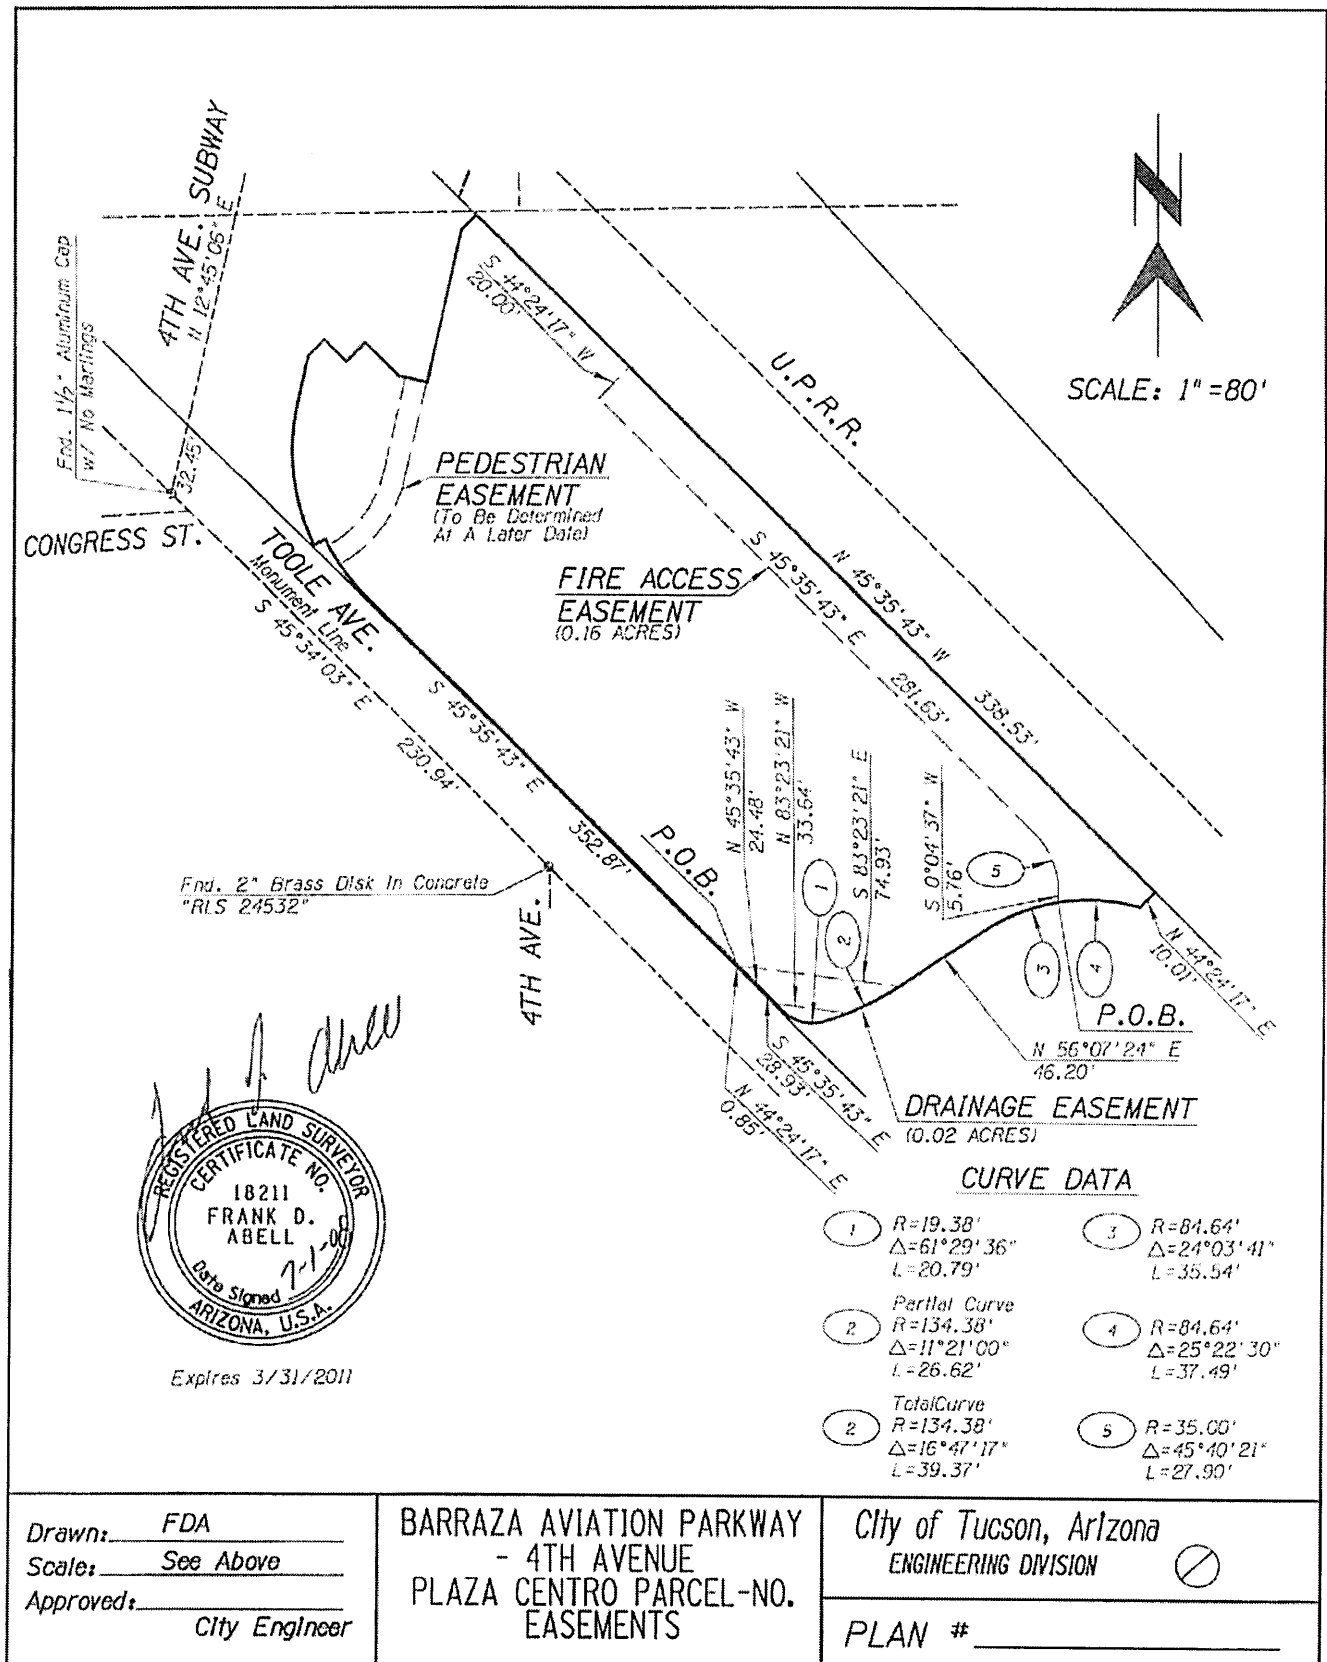 4TH AVE. SUBWAY
N 12°45'06" E
Fnd. 1½" Aluminum Cap
w/ No Markings
32.45'
CONGRESS ST.
TOOLE AVE.
Monument Line
S 45°34'03" E
230.94'
S 44°24'17" W
20.00'
U.P.R.R.
N
SCALE: 1"=80'
PEDESTRIAN
EASEMENT
(To Be Determined
At A Later Date)
FIRE ACCESS
EASEMENT
(0.16 ACRES)
S 45°35'43" E
281.63'
N 45°35'43" W
338.53'
S 45°35'43" E
352.87'
P.O.B.
N 45°35'43" W
24.48'
N 83°23'21" W
33.64'
1
2
S 83°23'21" E
74.93'
S 0°04'37" W
5.76'
5
3
4
N 44°24'17" E
10.01'
P.O.B.
N 56°07'24" E
46.20'
Fnd. 2" Brass Disk In Concrete
"RLS 24532"
4TH AVE.
S 45°35'43" E
28.93'
N 44°24'17" E
0.85'
DRAINAGE EASEMENT
(0.02 ACRES)
REGISTERED LAND SURVEYOR
CERTIFICATE NO.
18211
FRANK D.
ABELL
Date Signed 7-1-08
ARIZONA, U.S.A.
Expires 3/31/2011
CURVE DATA
1
R=19.38'
Δ=61°29'36"
L=20.79'
3
R=84.64'
Δ=24°03'41"
L=35.54'
Partial Curve
2
R=134.38'
Δ=11°21'00"
L=26.62'
4
R=84.64'
Δ=25°22'30"
L=37.49'
TotalCurve
2
R=134.38'
Δ=16°47'17"
L=39.37'
5
R=35.00'
Δ=45°40'21"
L=27.90'
Drawn: FDA
Scale: See Above
Approved:
City Engineer
BARRAZA AVIATION PARKWAY
- 4TH AVENUE
PLAZA CENTRO PARCEL-NO.
EASEMENTS
City of Tucson, Arizona
ENGINEERING DIVISION
PLAN #